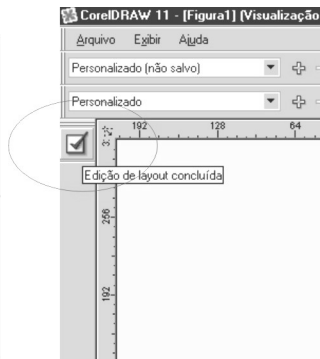 CorelDRAW 11 - [Figura1] (Visualização
Arquivo Exibir Ajuda
Personalizado (não salvo)
Personalizado
192 128 64
Edição de layout concluída
256
192